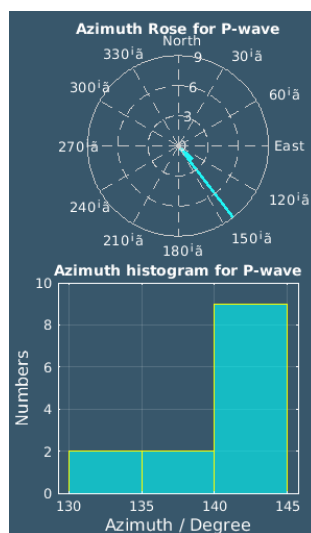 Azimuth Rose for P-wave
North
330¡ã
9
30¡ã
300¡ã
6
60¡ã
3
270¡ã
0
East
240¡ã
120¡ã
210¡ã
150¡ã
180¡ã
Azimuth histogram for P-wave
10
8
6
4
2
0
Numbers
130
135
140
145
Azimuth / Degree